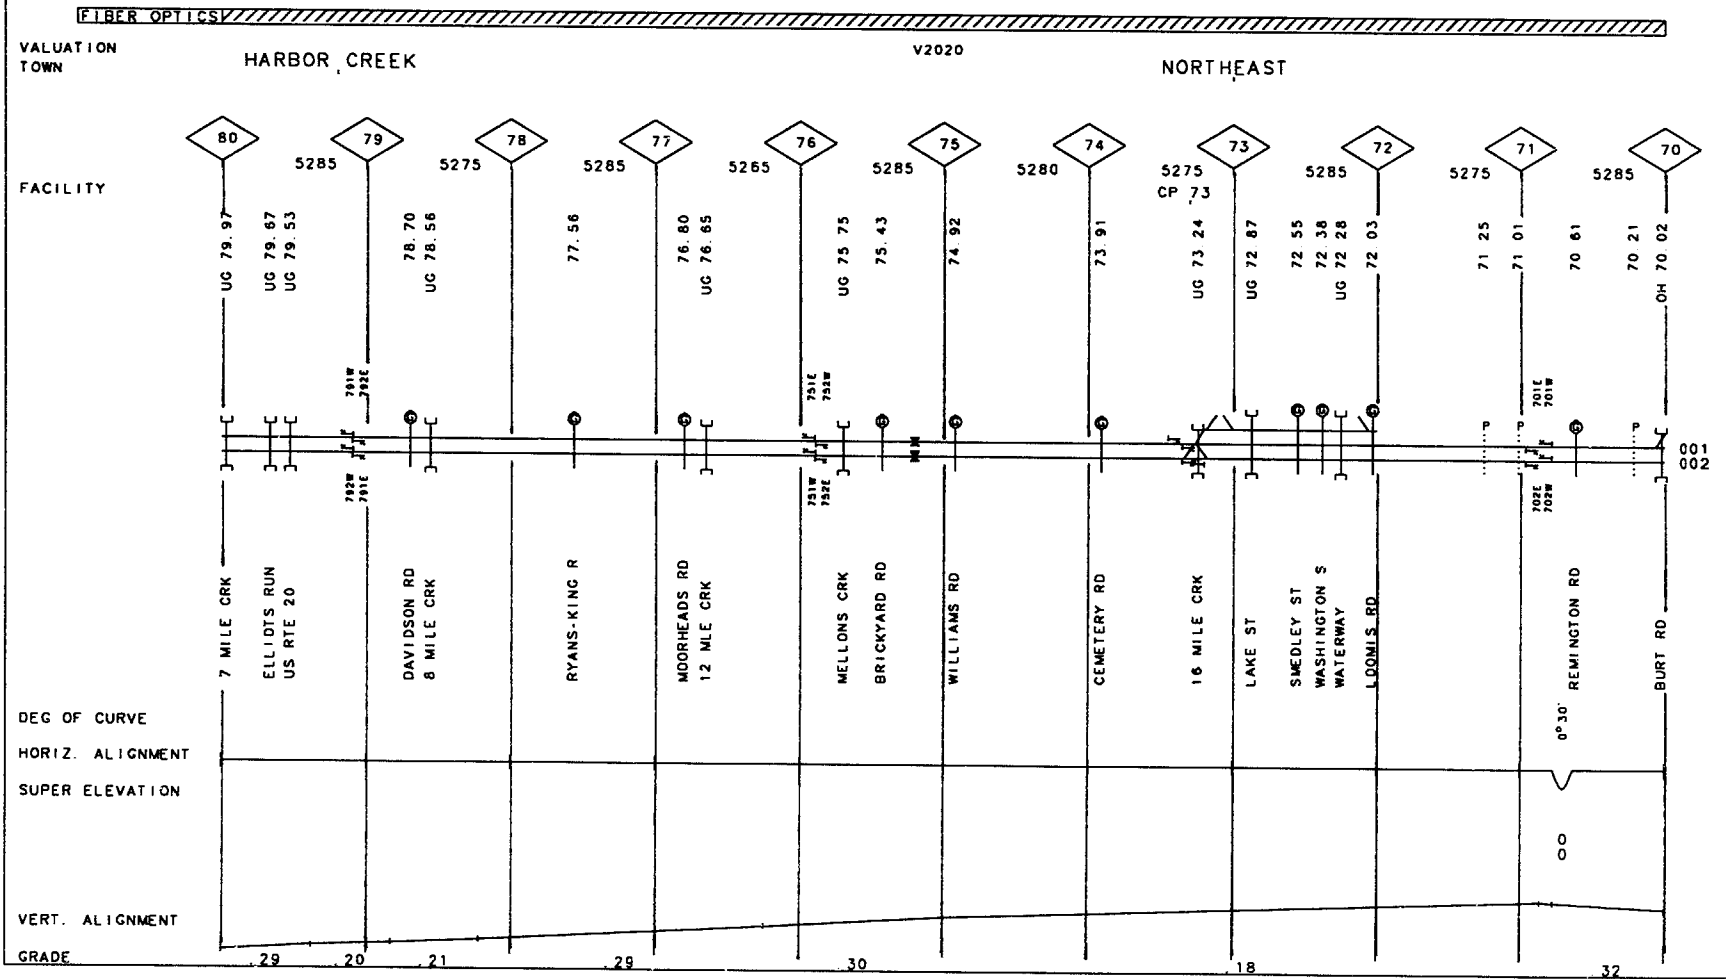 FIBER OPTICS
VALUATION V2020
TOWN HARBOR CREEK NORTHEAST
80 79 78 77 76 75 74 73 72 71 70
5285 5275 5285 5265 5285 5280 5275 5285 5275 5285
CP 73
FACILITY
UG 79.97
UG 79.67
UG 79.53
78.70
UG 78.56
77.56
76.80
UG 76.65
UG 75 75
75.43
74.92
73.91
UG 73 24
UG 72.87
72 55
72 38
UG 72 28
72.03
71 25
71 01
70 61
70.21
OH 70 02
791W
792E
751E
752W
701E
701W
G G G G G G G G G G
P P P
001
002
792W
791E
751W
752E
702E
702W
7 MILE CRK
ELLIOTS RUN
US RTE 20
DAVIDSON RD
8 MILE CRK
RYANS-KING R
MOORHEADS RD
12 MLE CRK
MELLONS CRK
BRICKYARD RD
WILLIAMS RD
CEMETERY RD
16 MILE CRK
LAKE ST
SMEDLEY ST
WASHINGTON S
WATERWAY
LOOMIS RD
REMINGTON RD
BURT RD
DEG OF CURVE 0°30'
HORIZ. ALIGNMENT
SUPER ELEVATION
0
0
VERT. ALIGNMENT
GRADE .29 .20 .21 .29 .30 .18 .32